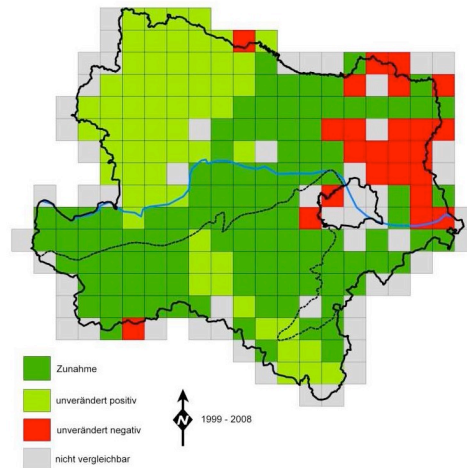 Zunahme
unverändert positiv
unverändert negativ
nicht vergleichbar
N
1999 - 2008